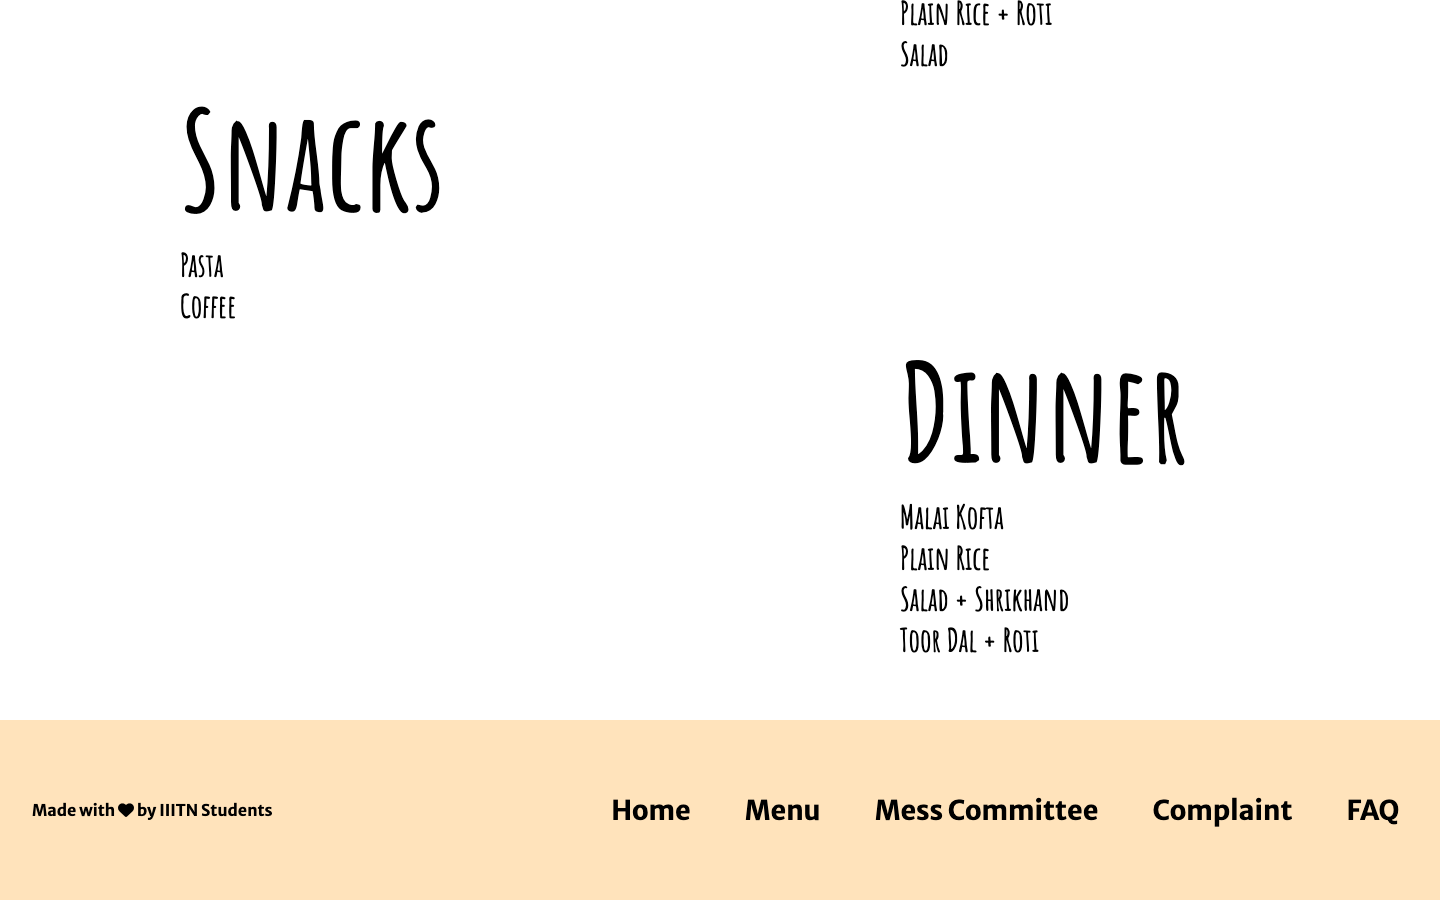 Plain Rice + Roti
Salad
Snacks
Pasta
Coffee
Dinner
Malai Kofta
Plain Rice
Salad + Shrikhand
Toor Dal + Roti
Made with ♥ by IIITN Students
Home Menu Mess Committee Complaint FAQ